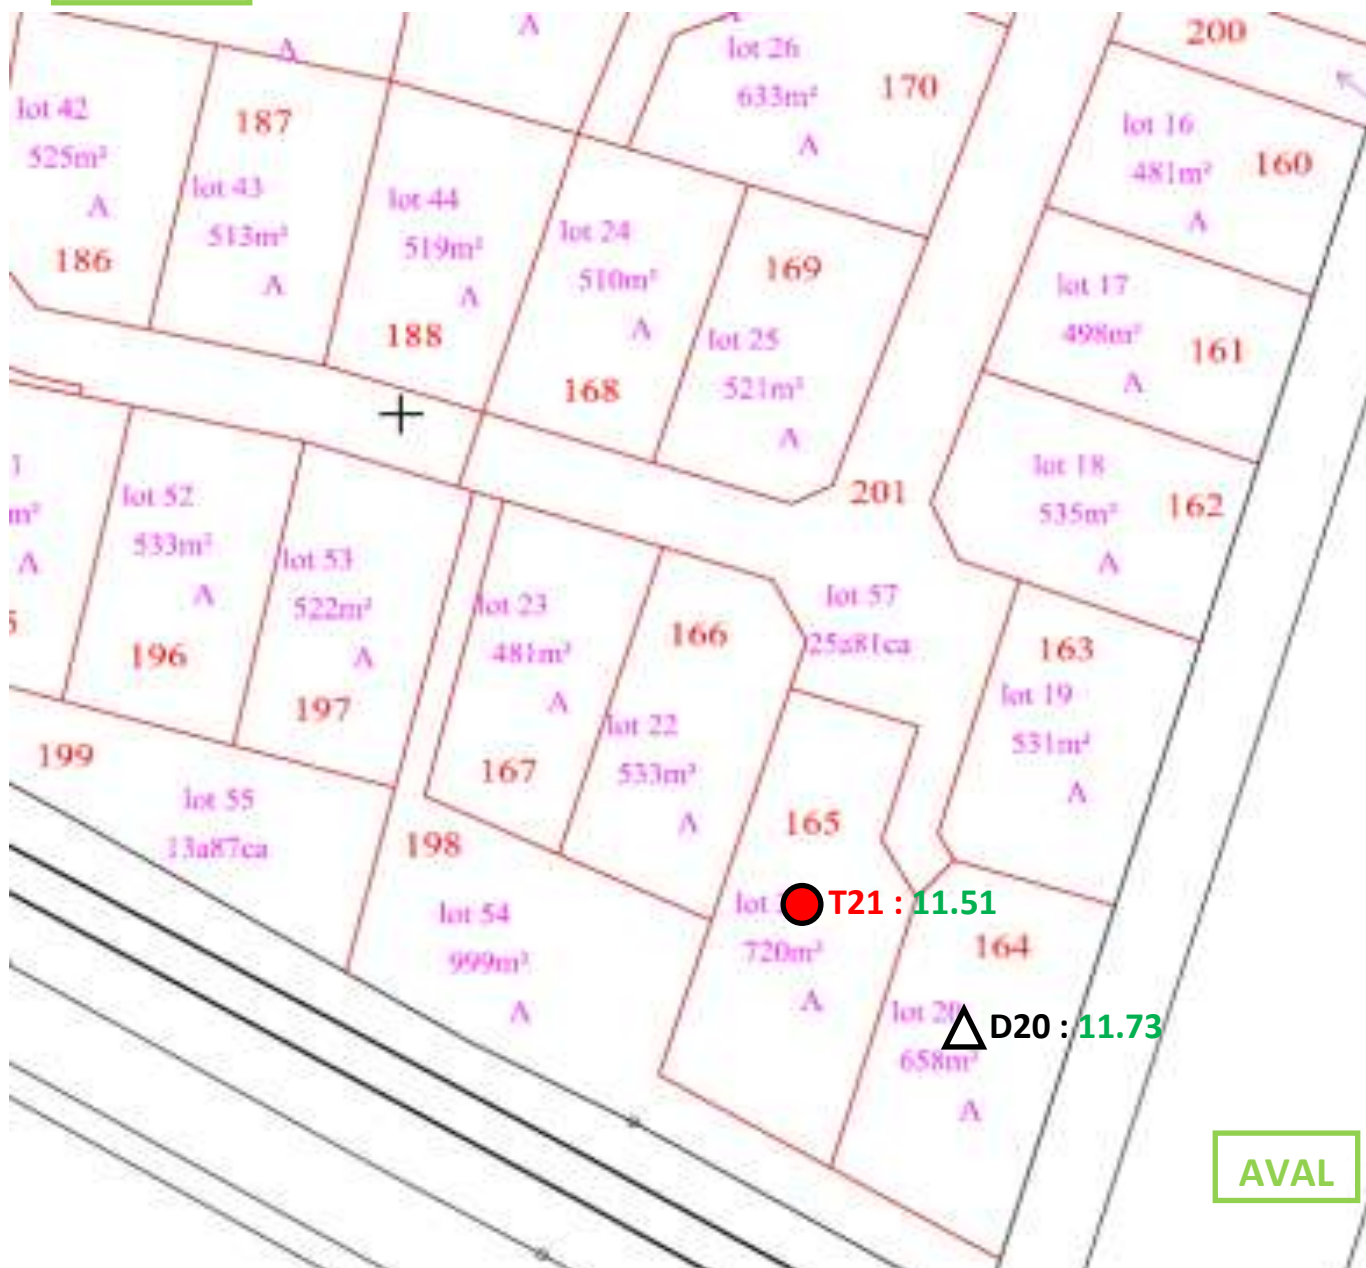 A
A
lot 26
633m²
A
170
200
lot 42
525m²
A
186
187
lot 43
513m²
A
lot 44
519m²
A
188
lot 24
510m²
A
168
169
lot 25
521m²
A
lot 16
481m²
A
160
lot 17
498m²
A
161
lot 18
535m²
A
162
201
m²
A
lot 52
533m²
A
196
lot 53
522m²
A
197
lot 23
481m²
A
167
166
lot 22
533m²
A
lot 57
25a81ca
163
lot 19
531m²
A
199
lot 55
13a87ca
198
lot 54
999m²
A
165
lot
T21 : 11.51
720m²
A
164
lot 20
D20 : 11.73
658m²
A
AVAL